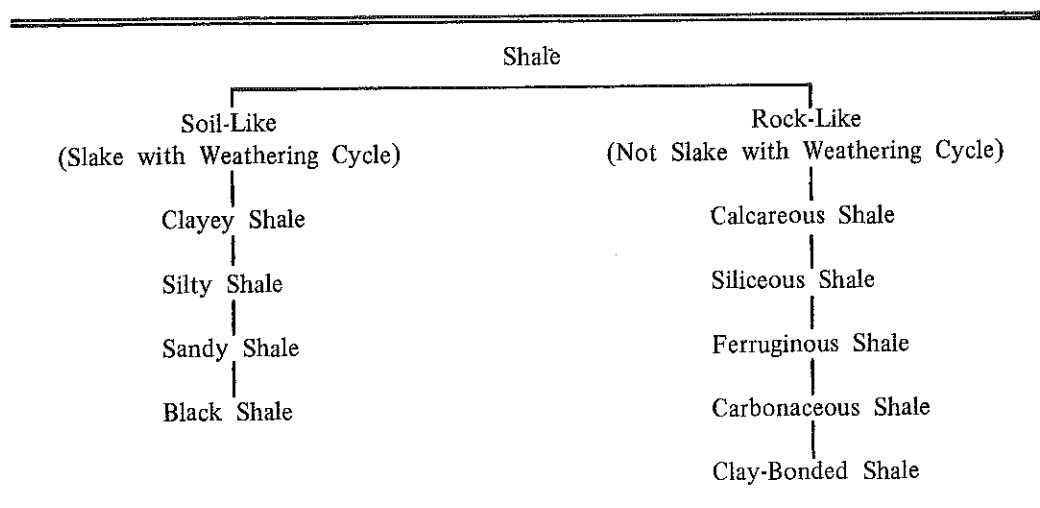 Shale
Soil-Like
(Slake with Weathering Cycle)
Clayey Shale
Silty Shale
Sandy Shale
Black Shale
Rock-Like
(Not Slake with Weathering Cycle)
Calcareous Shale
Siliceous Shale
Ferruginous Shale
Carbonaceous Shale
Clay-Bonded Shale